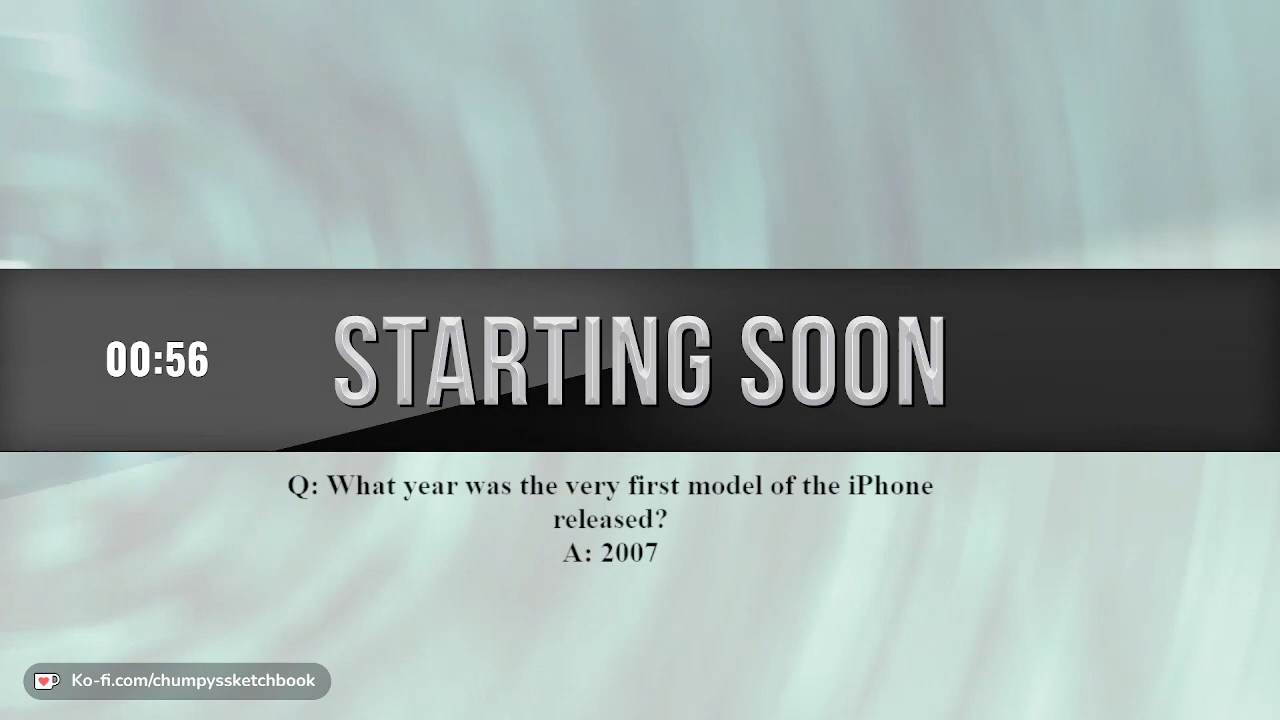 00:56
STARTING SOON
Q: What year was the very first model of the iPhone
released?
A: 2007
Ko-fi.com/chumpyssketchbook